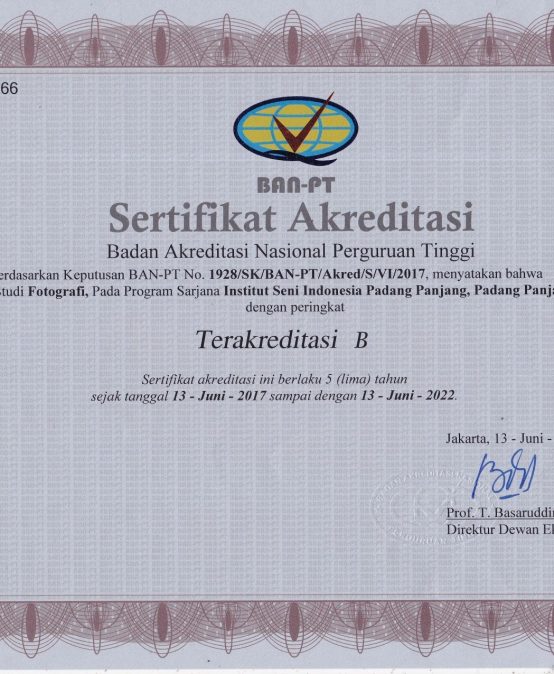 66
BAN-PT
Sertifikat Akreditasi
Badan Akreditasi Nasional Perguruan Tinggi
erdasarkan Keputusan BAN-PT No. 1928/SK/BAN-PT/Akred/S/VI/2017, menyatakan bahwa
tudi Fotografi, Pada Program Sarjana Institut Seni Indonesia Padang Panjang, Padang Panja
dengan peringkat
Terakreditasi B
Sertifikat akreditasi ini berlaku 5 (lima) tahun
sejak tanggal 13 - Juni - 2017 sampai dengan 13 - Juni - 2022.
Jakarta, 13 - Juni -
Prof. T. Basaruddin
Direktur Dewan Ek